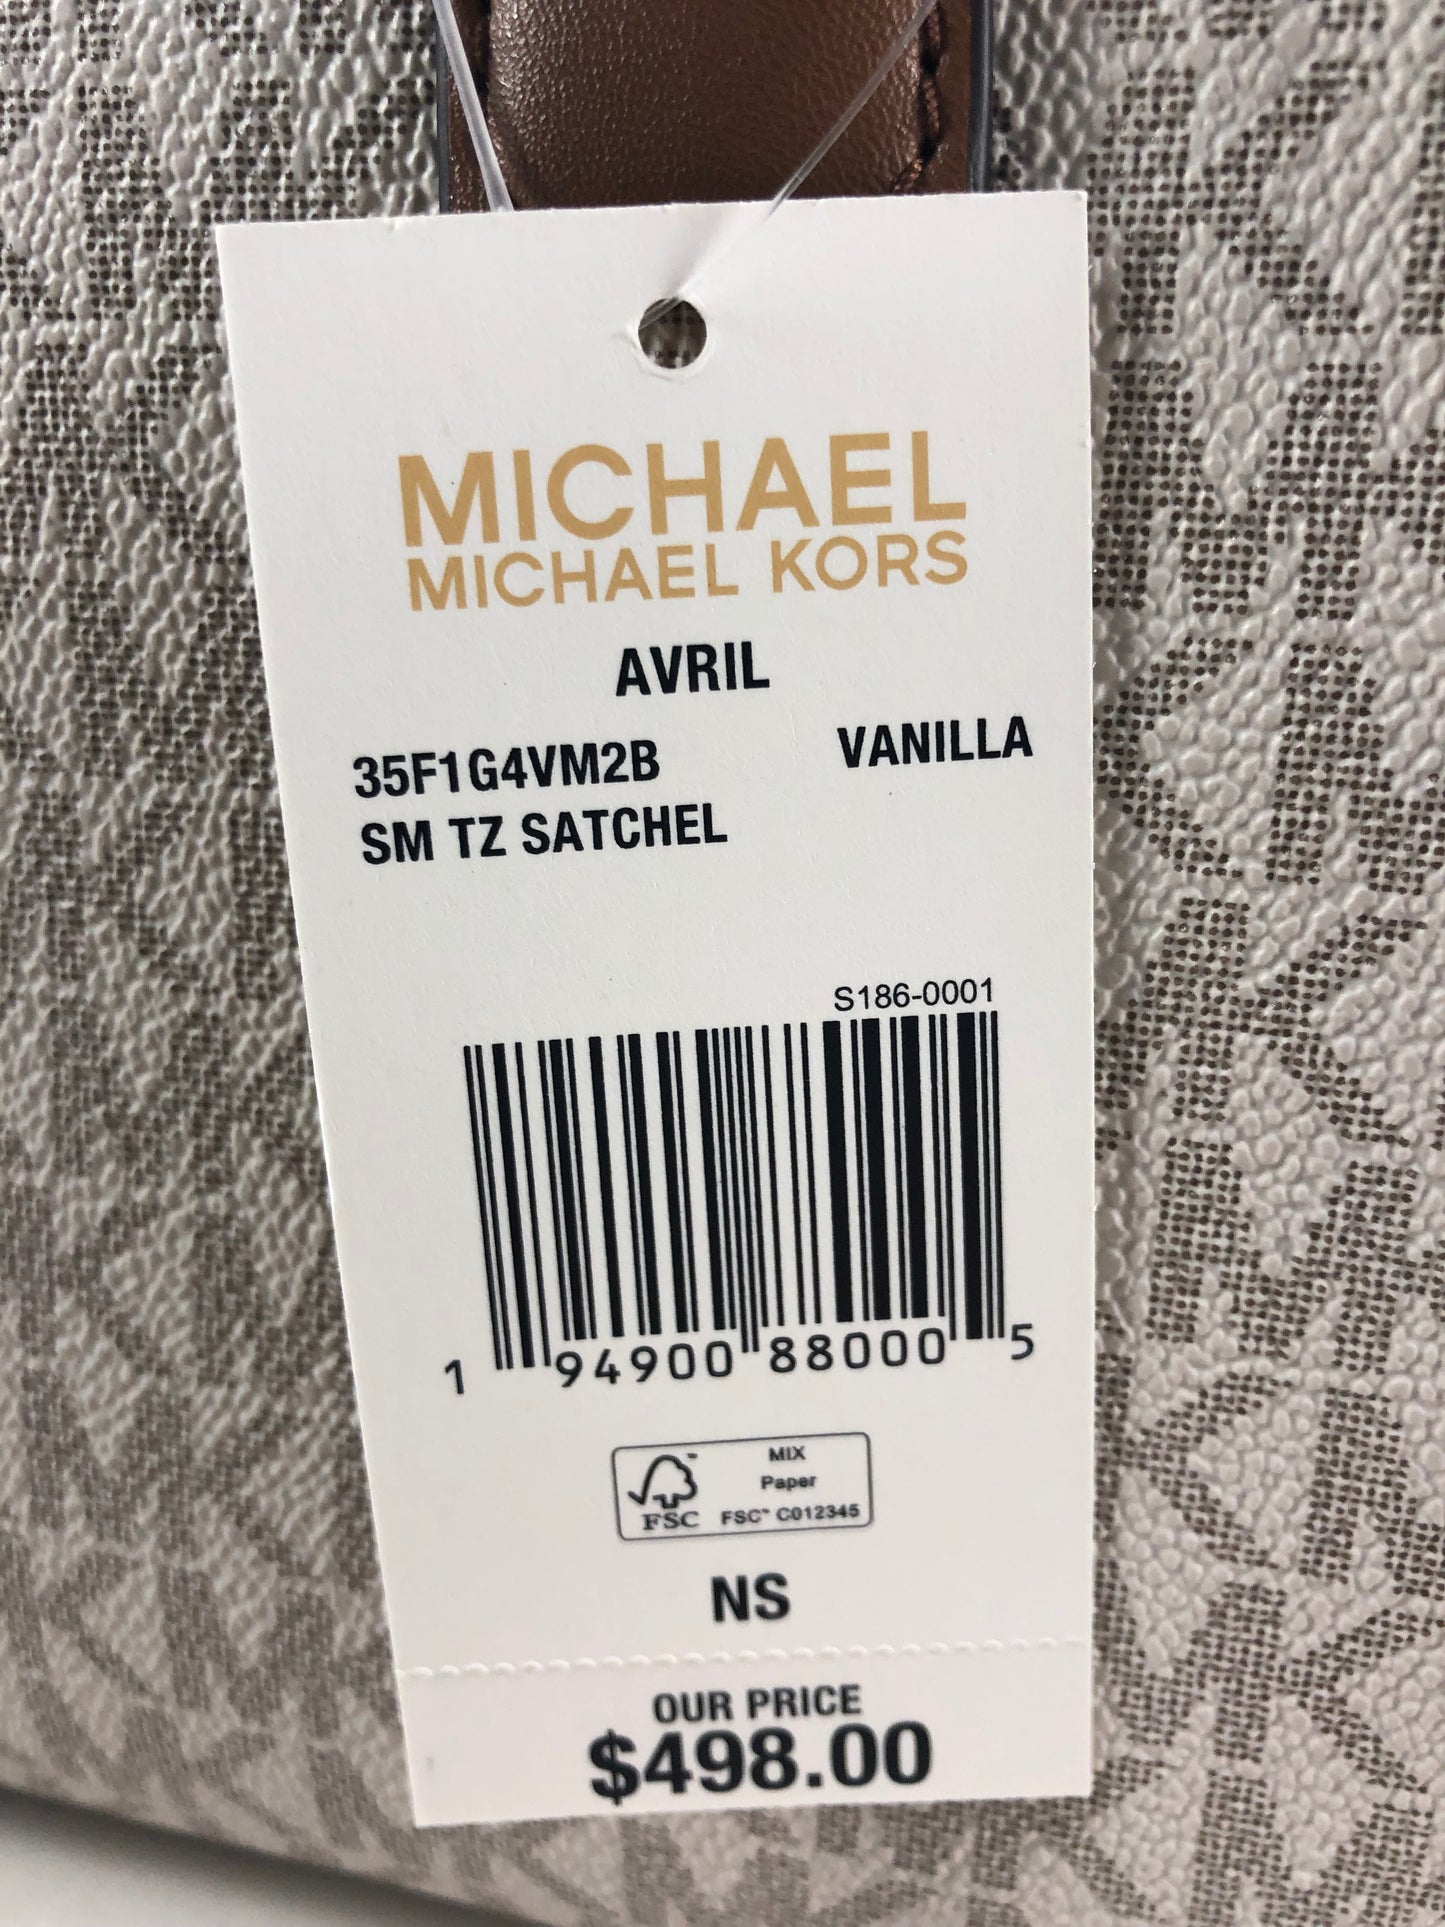 MICHAEL
MICHAEL KORS
AVRIL
35F1G4VM2B VANILLA
SM TZ SATCHEL
S186-0001
1 94900 88000 5
MIX
Paper
FSC™ C012345
FSC
NS
OUR PRICE
$498.00